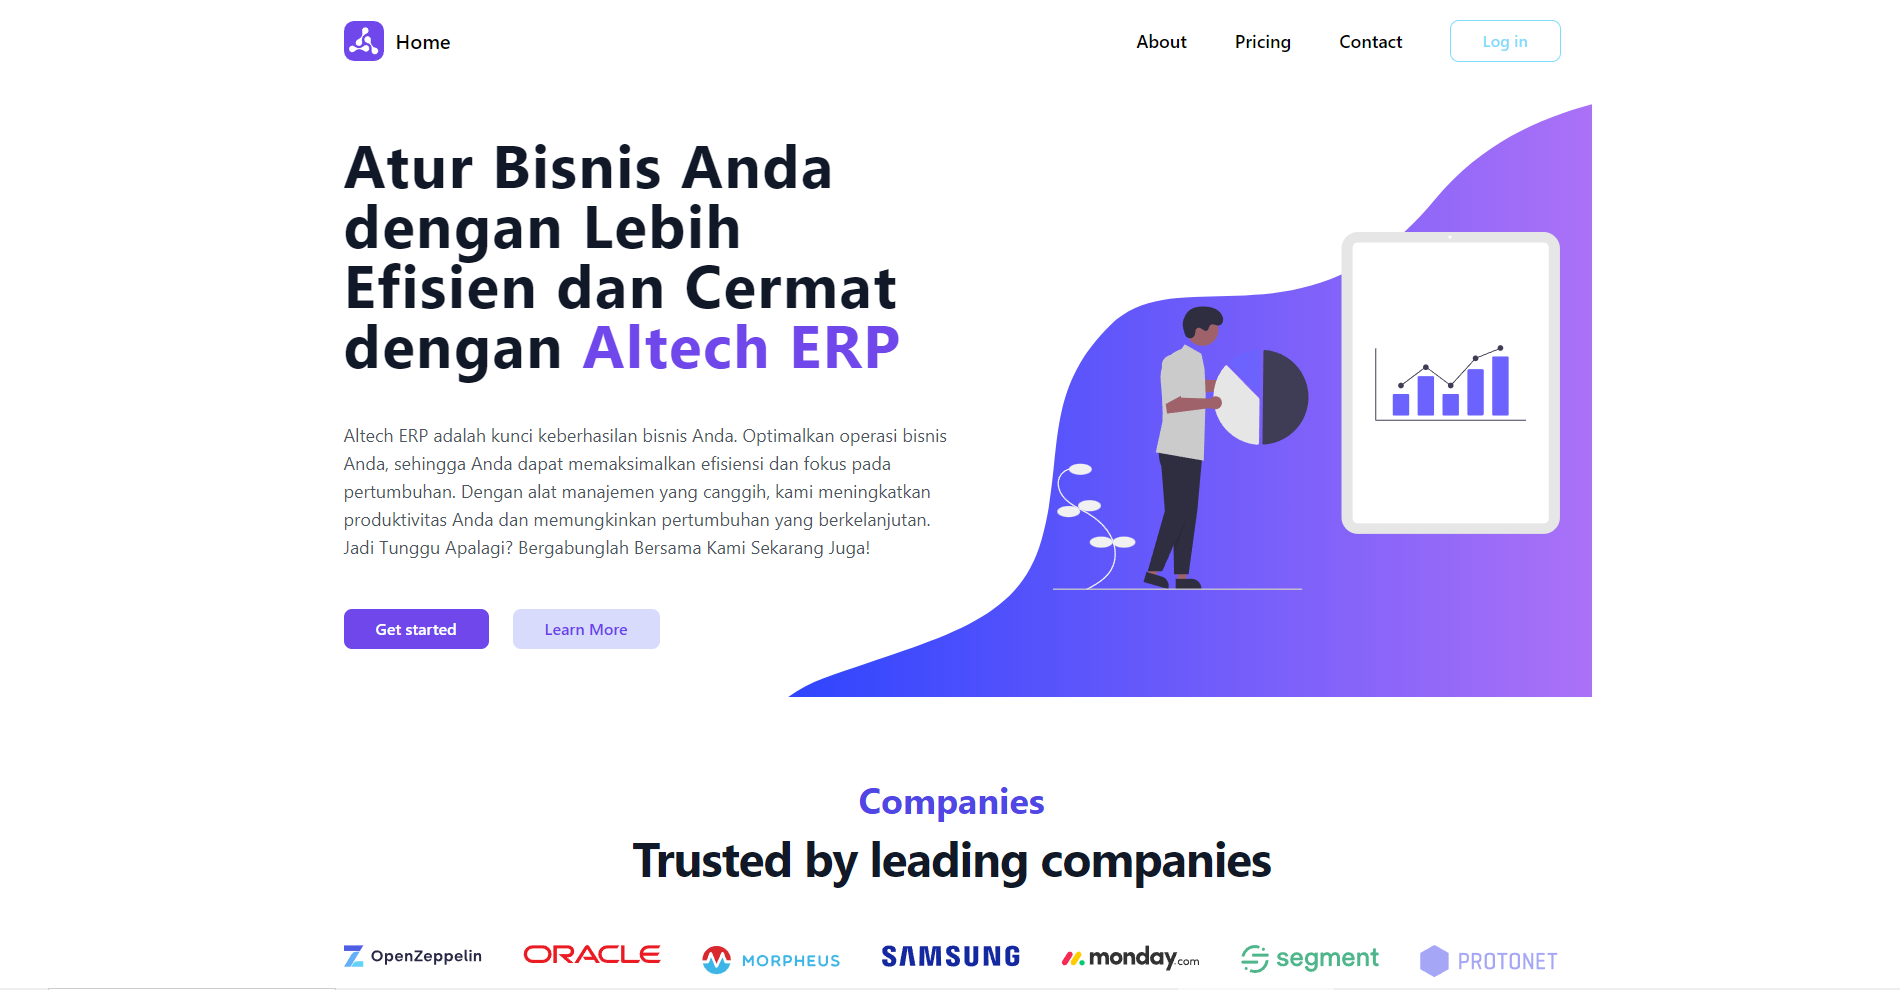 Home
About
Pricing
Contact
Log in
Atur Bisnis Anda
dengan Lebih
Efisien dan Cermat
dengan Altech ERP
Altech ERP adalah kunci keberhasilan bisnis Anda. Optimalkan operasi bisnis
Anda, sehingga Anda dapat memaksimalkan efisiensi dan fokus pada
pertumbuhan. Dengan alat manajemen yang canggih, kami meningkatkan
produktivitas Anda dan memungkinkan pertumbuhan yang berkelanjutan.
Jadi Tunggu Apalagi? Bergabunglah Bersama Kami Sekarang Juga!
Get started
Learn More
Companies
Trusted by leading companies
OpenZeppelin
ORACLE
MORPHEUS
SAMSUNG
monday.com
segment
PROTONET